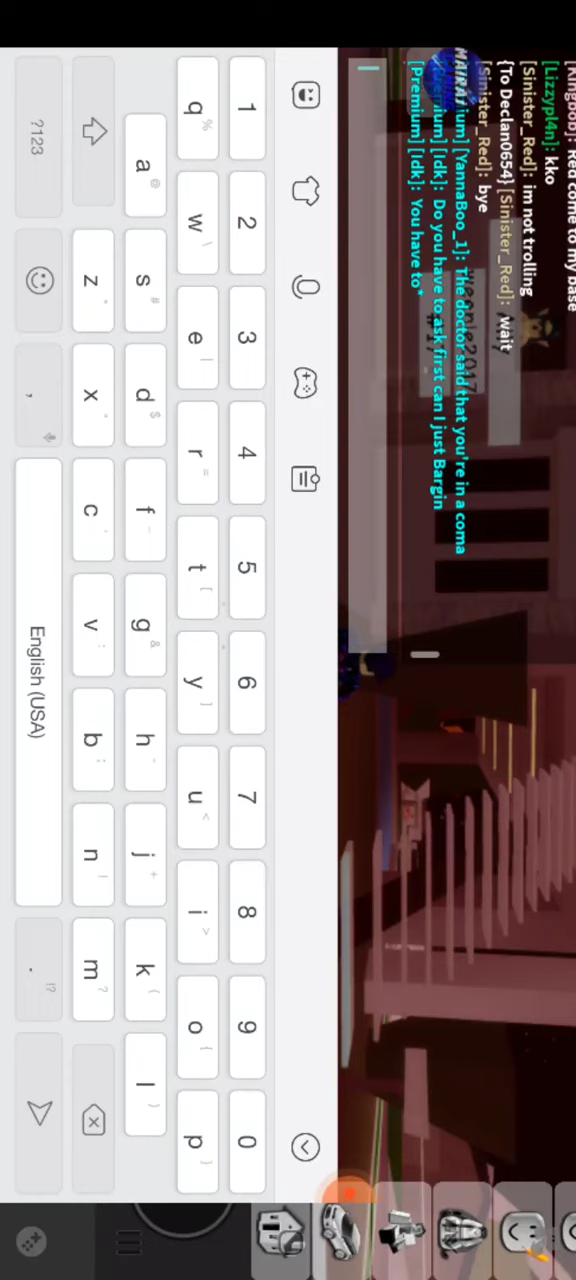 [Kingbob]: Red come to my base
[Lizzypl4n]: kko
[Sinister_Red]: im not trolling
{To Declan0654} [Sinister_Red]: wait
[Sinister_Red]: bye
[YannaBoo_1]: The doctor said that you're in a coma
[Premium] [Idk]: Do you have to ask first can I just Bargin
[Premium] [Idk]: You have to*
1 2 3 4 5 6 7 8 9 0
q w e r t y u i o p
a s d f g h j k l
z x c v b n m
?123 , English (USA) .